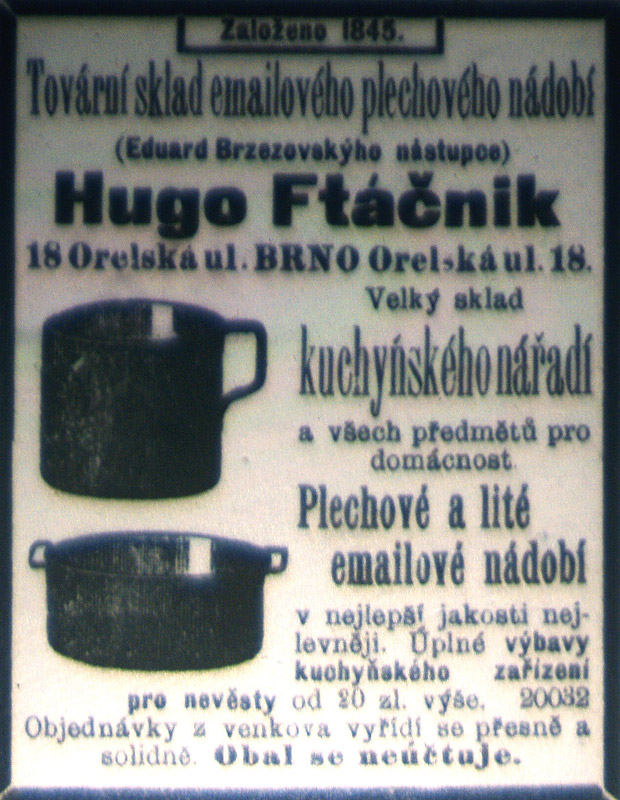 Založeno 1845.
Tovární sklad emailového plechového nádobí
(Eduard Brzezovskýho nástupce)
Hugo Ftáčnik
18 Orelská ul. BRNO Orelská ul. 18.
Velký sklad
kuchyňského nářadí
a všech předmětů pro
domácnost.
Plechové a lité
emailové nádobí
v nejlepší jakosti nej-
levněji. Úplné výbavy
kuchyňského zařízení
pro nevěsty od 20 zl. výše. 20032
Objednávky z venkova vyřídí se přesně a
solidně. Obal se neúčtuje.